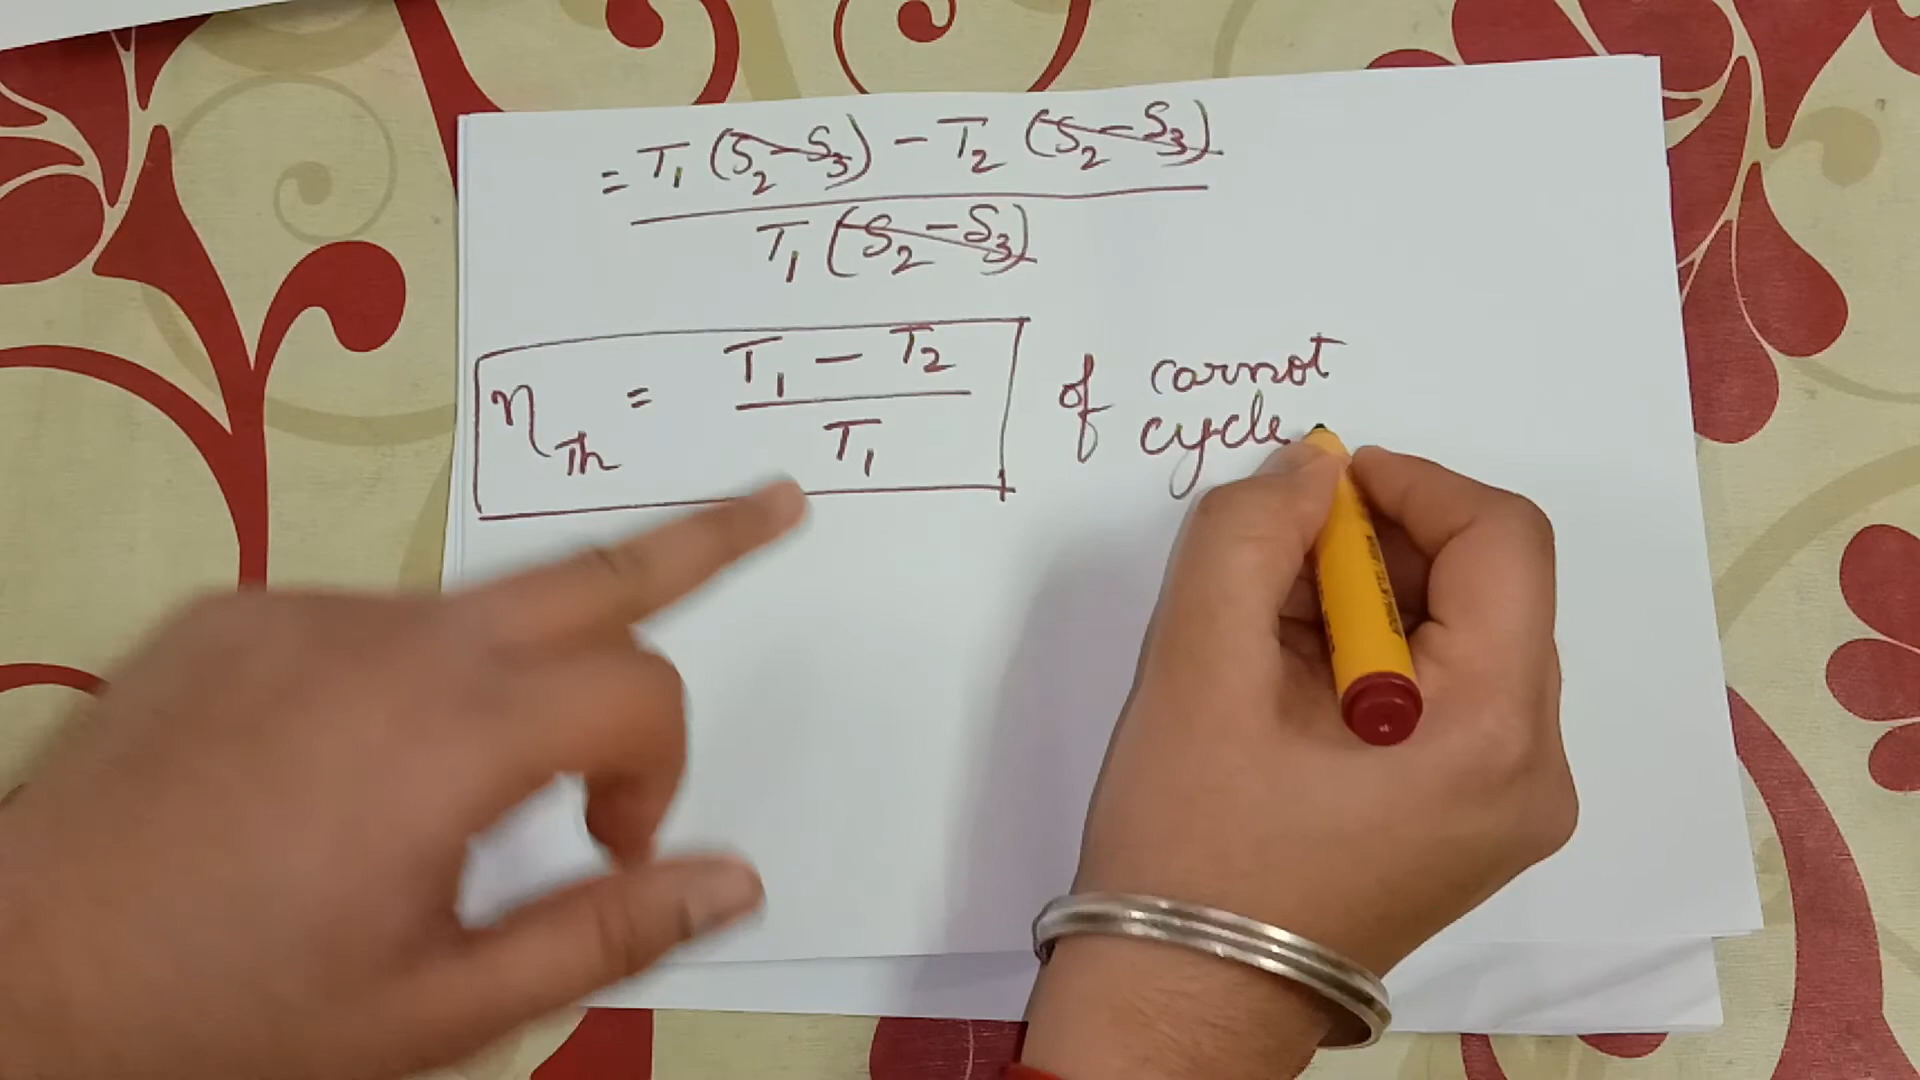 = T₁ (S₂ - S₃) - T₂ (S₂ - S₃)
T₁ (S₂ - S₃)
η_Th = T₁ - T₂ / T₁ of carnot
cycle